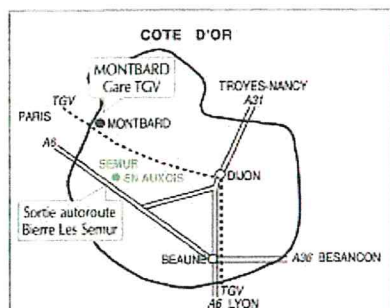 COTE D'OR
MONTBARD
Gare TGV
TROYES-NANCY
A31
TGV
PARIS
MONTBARD
A6
SEMUR
EN AUXOIS
DIJON
Sortie autoroute
Bierre Les Semur
BEAUNE
A36 BESANCON
TGV
A6 LYON